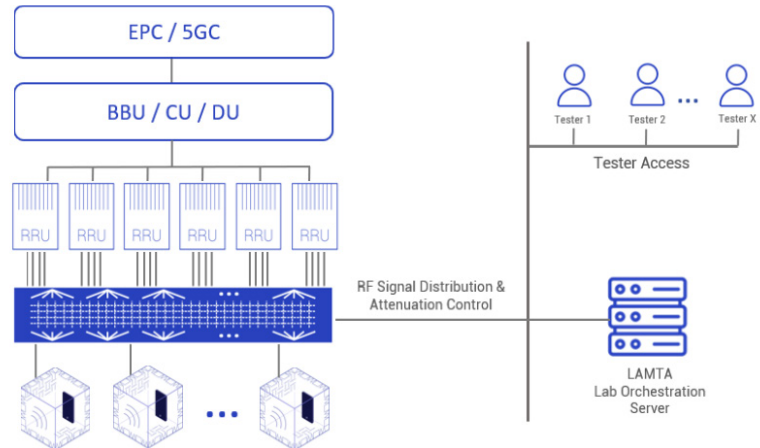 EPC / 5GC
BBU / CU / DU
RRU
RRU
RRU
RRU
RRU
RRU
RF Signal Distribution &
Attenuation Control
Tester 1
Tester 2
Tester X
Tester Access
LAMTA
Lab Orchestration
Server